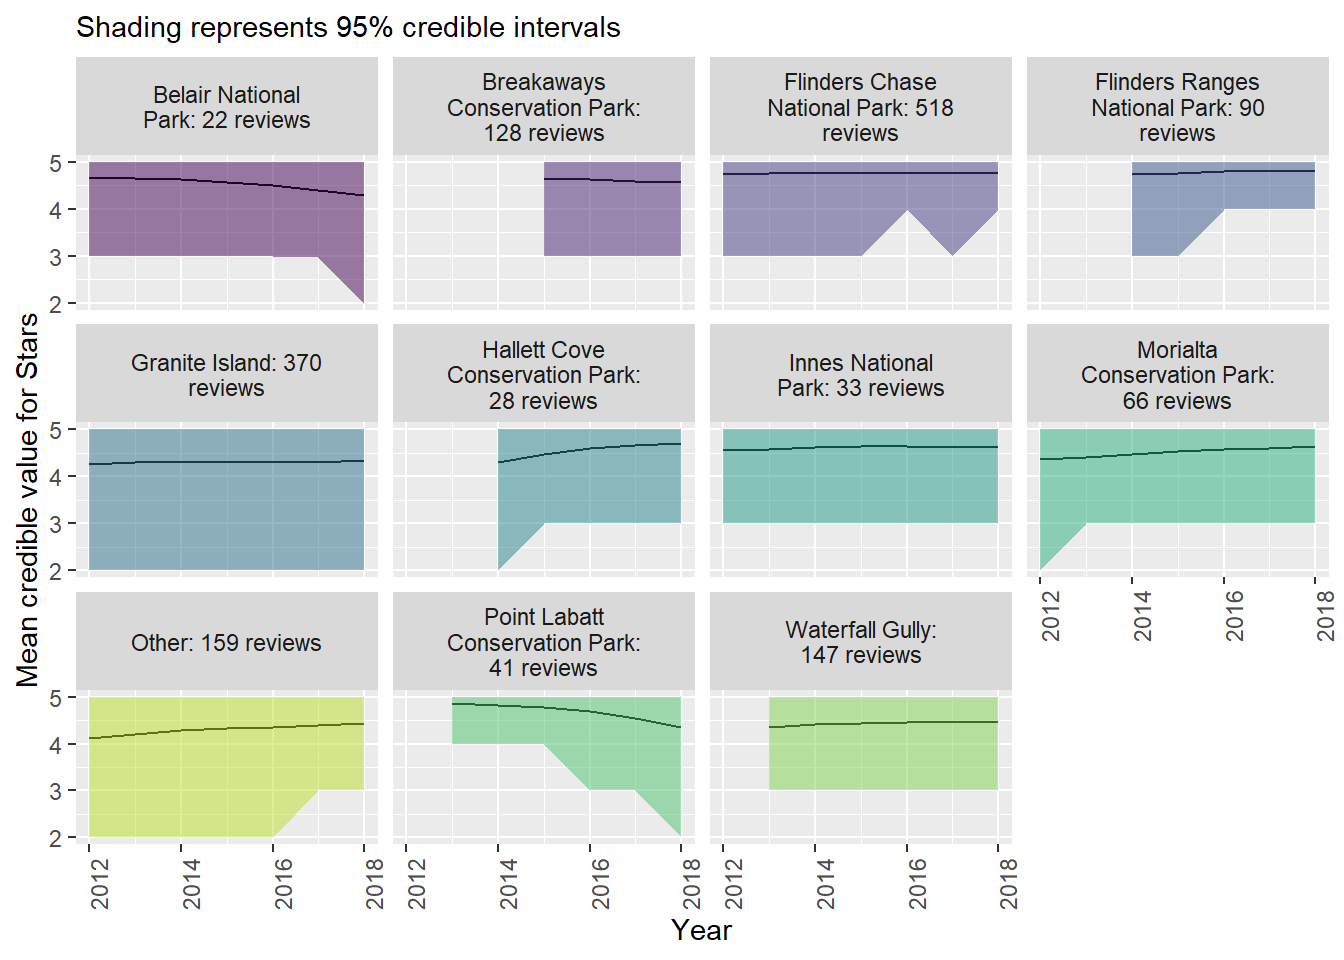 Shading represents 95% credible intervals
Belair National
Park: 22 reviews
Breakaways
Conservation Park:
128 reviews
Flinders Chase
National Park: 518
reviews
Flinders Ranges
National Park: 90
reviews
5
4
3
2
Granite Island: 370
reviews
Hallett Cove
Conservation Park:
28 reviews
Innes National
Park: 33 reviews
Morialta
Conservation Park:
66 reviews
5
4
3
2
2012
2014
2016
2018
Other: 159 reviews
Point Labatt
Conservation Park:
41 reviews
Waterfall Gully:
147 reviews
5
4
3
2
2012
2014
2016
2018
2012
2014
2016
2018
2012
2014
2016
2018
Mean credible value for Stars
Year